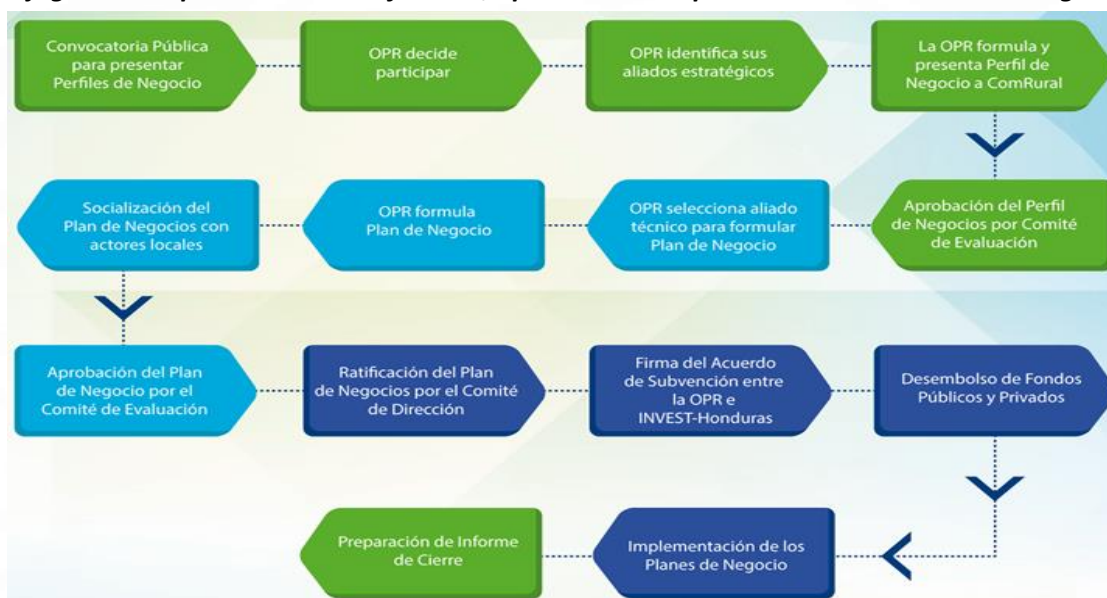 Convocatoria Pública
para presentar
Perfiles de Negocio
OPR decide
participar
OPR identifica sus
aliados estratégicos
La OPR formula y
presenta Perfil de
Negocio a ComRural
Aprobación del Perfil
de Negocios por Comité
de Evaluación
OPR selecciona aliado
técnico para formular
Plan de Negocio
OPR formula
Plan de Negocio
Socialización del
Plan de Negocios con
actores locales
Aprobación del Plan
de Negocio por el
Comité de Evaluación
Ratificación del Plan
de Negocios por el Comité
de Dirección
Firma del Acuerdo
de Subvención entre
la OPR e
INVEST-Honduras
Desembolso de Fondos
Públicos y Privados
Implementación de los
Planes de Negocio
Preparación de Informe
de Cierre